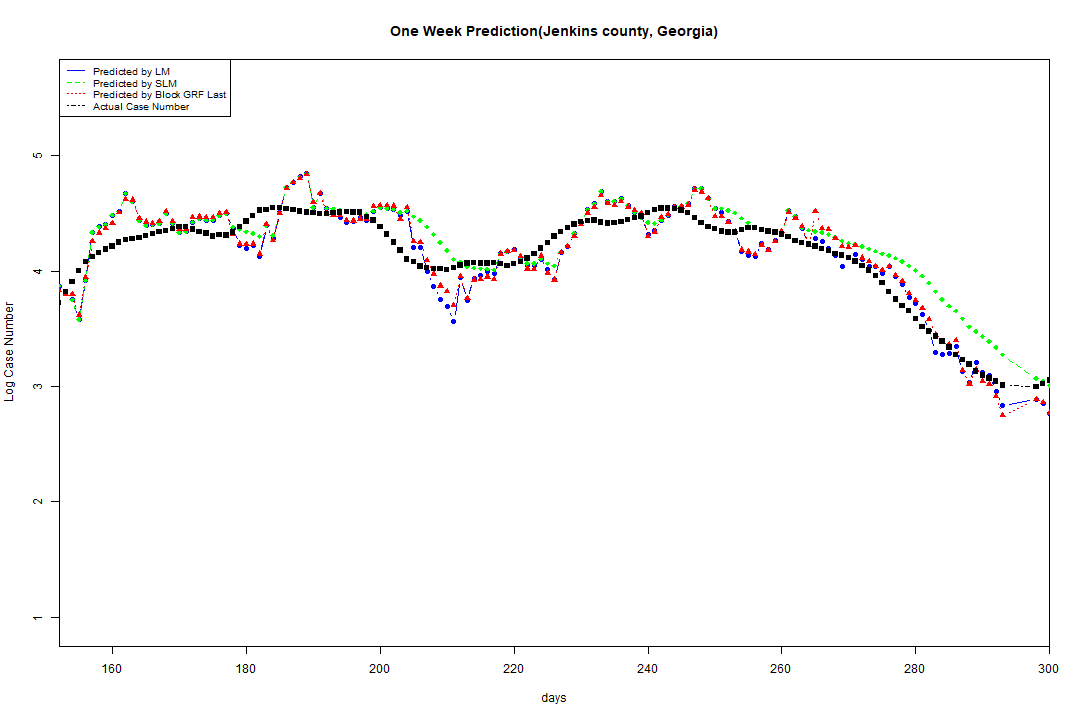 One Week Prediction(Jenkins county, Georgia)
Predicted by LM
Predicted by SLM
Predicted by Block GRF Last
Actual Case Number
5
4
3
2
1
Log Case Number
160 180 200 220 240 260 280 300
days